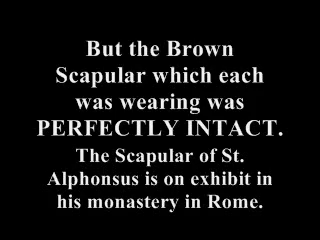 But the Brown
Scapular which each
was wearing was
PERFECTLY INTACT.
The Scapular of St.
Alphonsus is on exhibit in
his monastery in Rome.